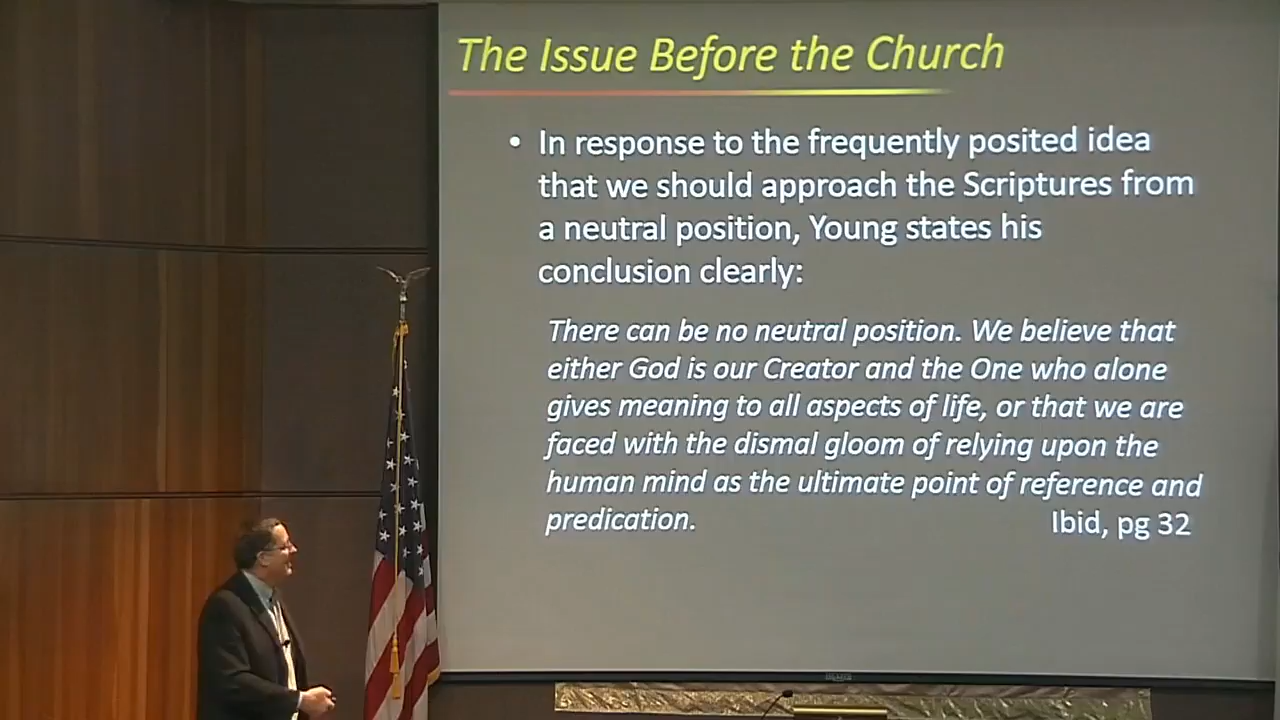 The Issue Before the Church
• In response to the frequently posited idea
that we should approach the Scriptures from
a neutral position, Young states his
conclusion clearly:
There can be no neutral position. We believe that
either God is our Creator and the One who alone
gives meaning to all aspects of life, or that we are
faced with the dismal gloom of relying upon the
human mind as the ultimate point of reference and
predication. Ibid, pg 32